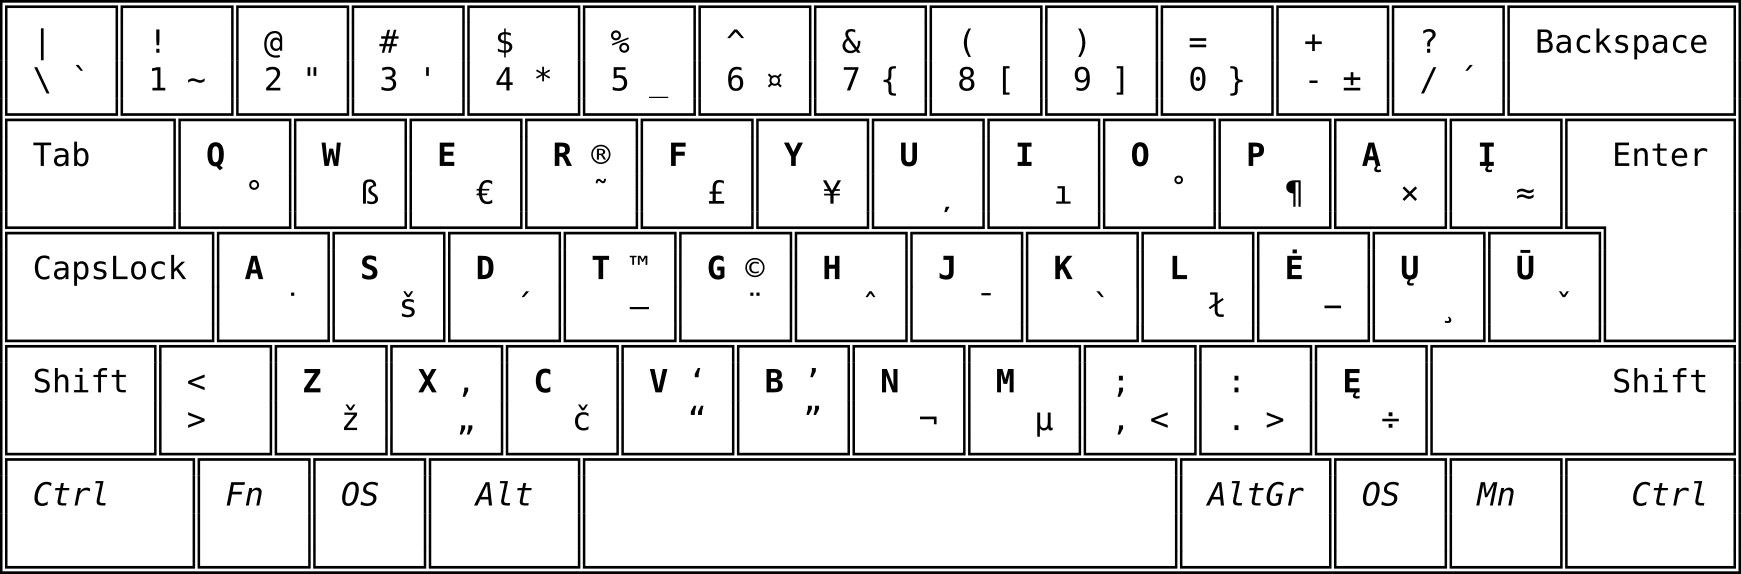 | ! @ # $ % ^ & ( ) = + ? Backspace
\ ` 1 ~ 2 " 3 ' 4 * 5 _ 6 ¤ 7 { 8 [ 9 ] 0 } - ± / ´
Tab Q W E R ® F Y U I O P Ą Į Enter
° ß € ˜ £ ¥ ˏ ı ˚ ¶ × ≈
CapsLock A S D T ™ G © H J K L Ė Ų Ū
˙ š ´ — ¨ ˆ ¯ ` ł – ¸ ˇ
Shift < Z X ‚ C V ‘ B ’ N M ; : Ę Shift
> ž „ č “ ” ¬ µ , < . > ÷
Ctrl Fn OS Alt AltGr OS Mn Ctrl